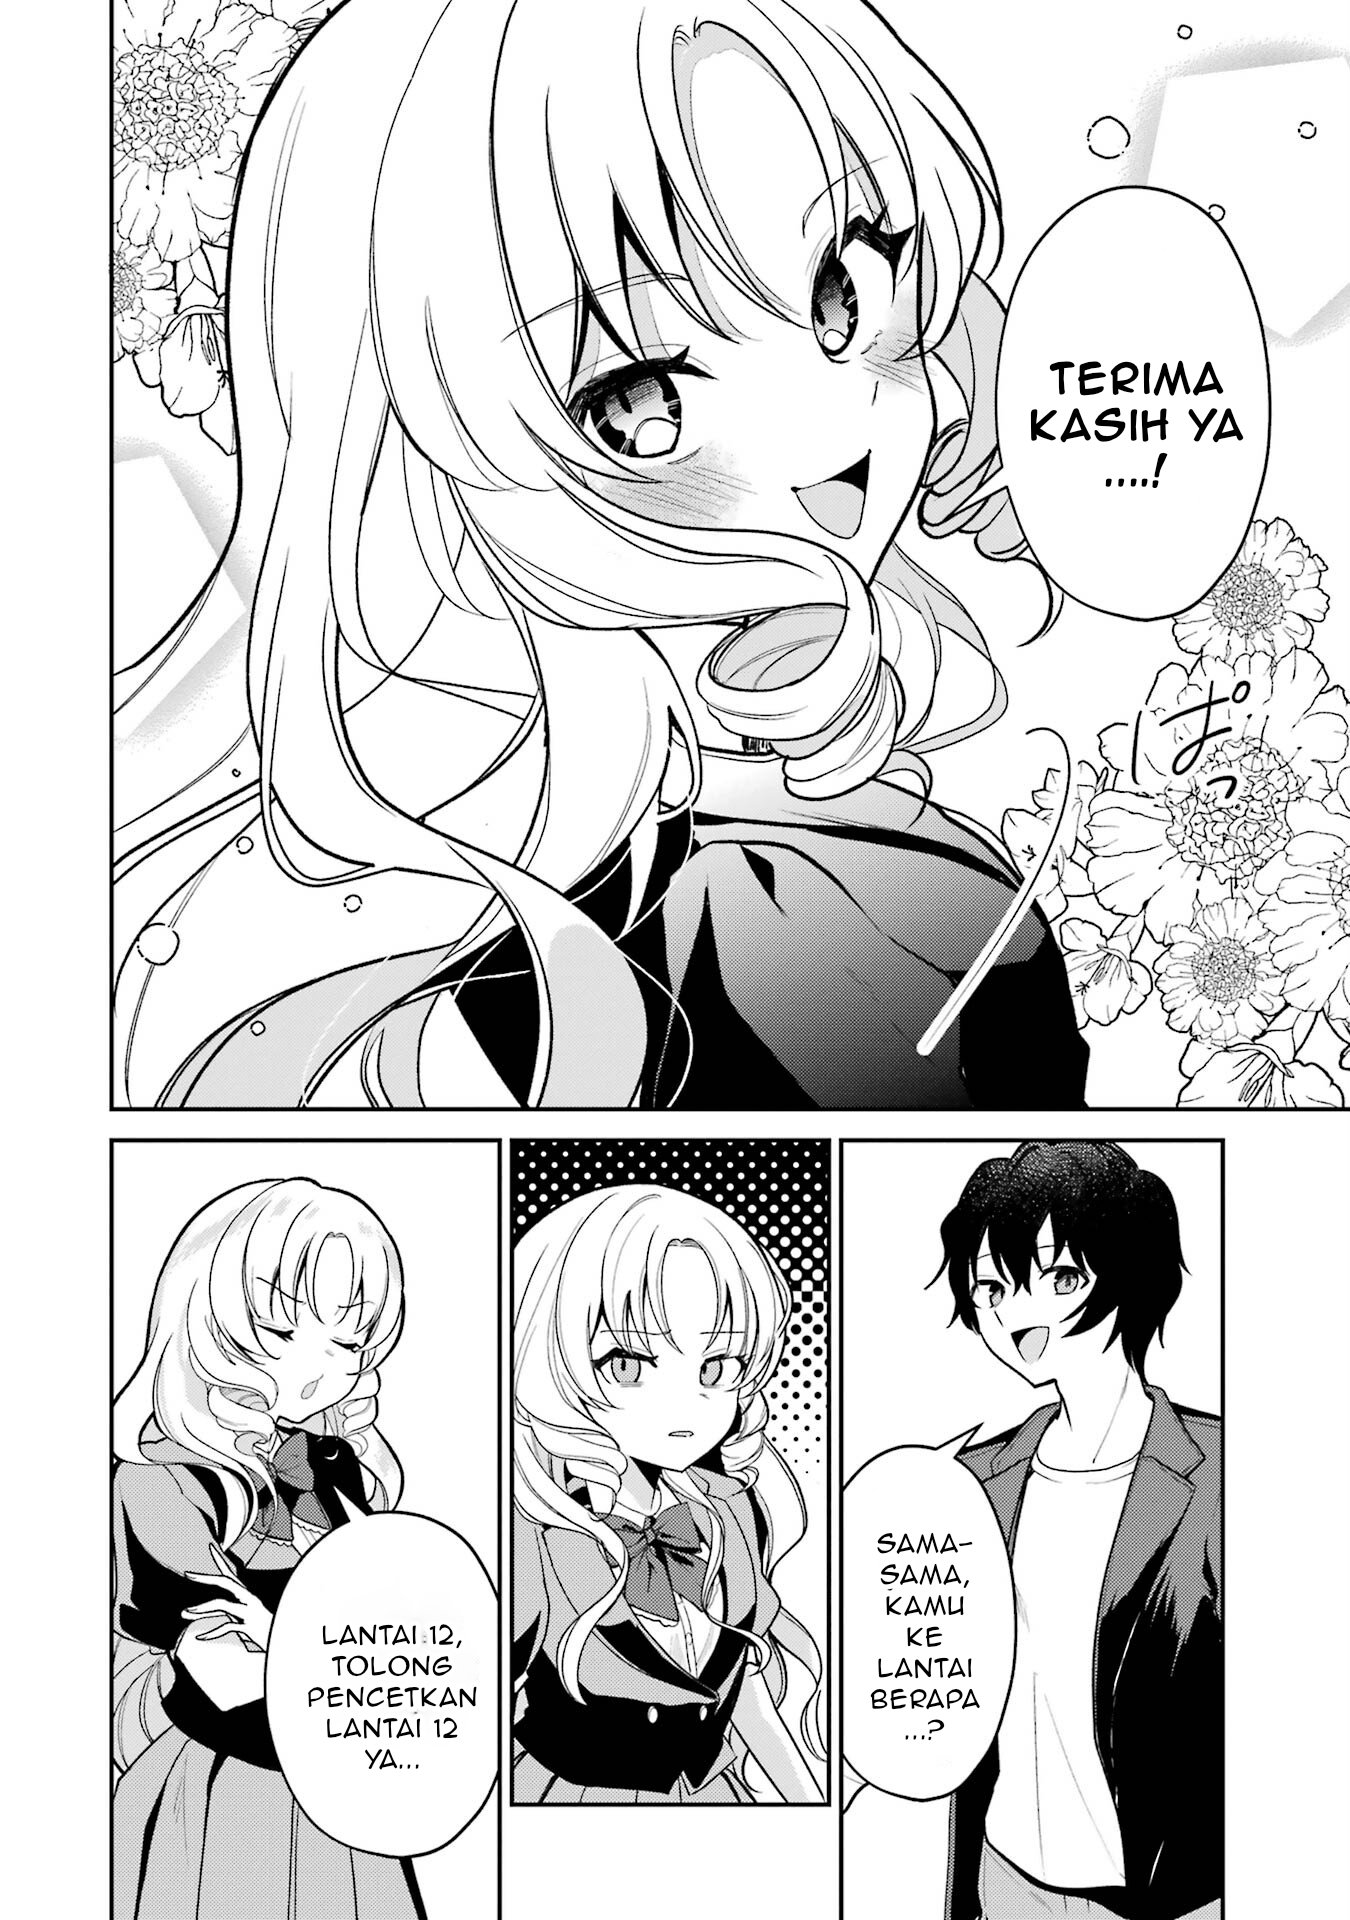 TERIMA
KASIH YA
....!
ぱっ
SAMA-
SAMA,
KAMU
KE
LANTAI
BERAPA
...?
LANTAI 12,
TOLONG
PENCETKAN
LANTAI 12
YA...